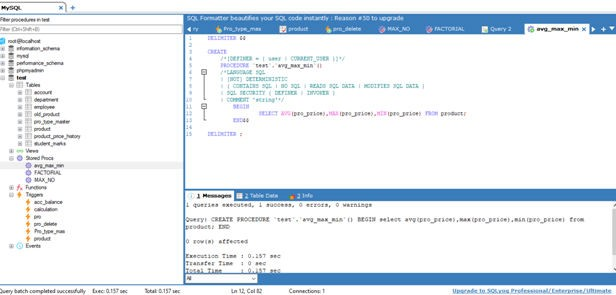 MySQL
SQL Formatter beautifies your SQL code instantly : Reason #30 to upgrade
Filter procedures in test
Filter (Ctrl+Shift+B)
root@localhost
information_schema
mysql
performance_schema
phpmyadmin
test
Tables
account
department
employee
old_product
pro_type_master
product
product_price_history
student_marks
Views
Stored Procs
avg_max_min
FACTORIAL
MAX_NO
Functions
Triggers
acc_balance
calculation
pro
pro_delete
Pro_type_mas
product
Events
ry Pro_type_mas product pro_delete MAX_NO FACTORIAL Query 2 avg_max_min
1 DELIMITER $$
2
3 CREATE
4 /*[DEFINER = { user | CURRENT_USER }]*/
5 PROCEDURE `test`.`avg_max_min`()
6 /*LANGUAGE SQL
7 | [NOT] DETERMINISTIC
8 | { CONTAINS SQL | NO SQL | READS SQL DATA | MODIFIES SQL DATA }
9 | SQL SECURITY { DEFINER | INVOKER }
10 | COMMENT 'string'*/
11 BEGIN
12 SELECT AVG(pro_price),MAX(pro_price),MIN(pro_price) FROM product;
13 END$$
14
15 DELIMITER ;
1 Messages 2 Table Data 3 Info
1 queries executed, 1 success, 0 errors, 0 warnings
Query: CREATE PROCEDURE `test`.`avg_max_min`() BEGIN select avg(pro_price),max(pro_price),min(pro_price) from
product; END
0 row(s) affected
Execution Time : 0.157 sec
Transfer Time : 0 sec
Total Time : 0.157 sec
All
Query batch completed successfully Exec: 0.157 sec Total: 0.157 sec Ln 12, Col 82 Connections: 1 Upgrade to SQLyog Professional/Enterprise/Ultimate